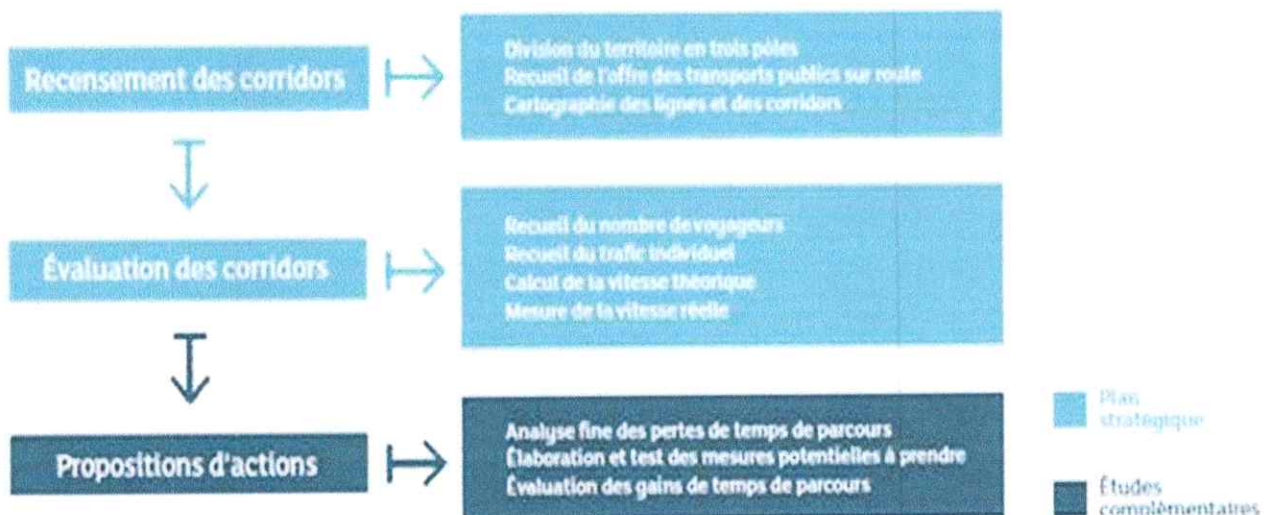 Recensement des corridors
Division du territoire en trois pôles
Recueil de l'offre des transports publics sur route
Cartographie des lignes et des corridors
Évaluation des corridors
Recueil du nombre de voyageurs
Recueil du trafic individuel
Calcul de la vitesse théorique
Mesure de la vitesse réelle
Propositions d'actions
Analyse fine des pertes de temps de parcours
Élaboration et test des mesures potentielles à prendre
Évaluation des gains de temps de parcours
Plan
stratégique
Études
complémentaires